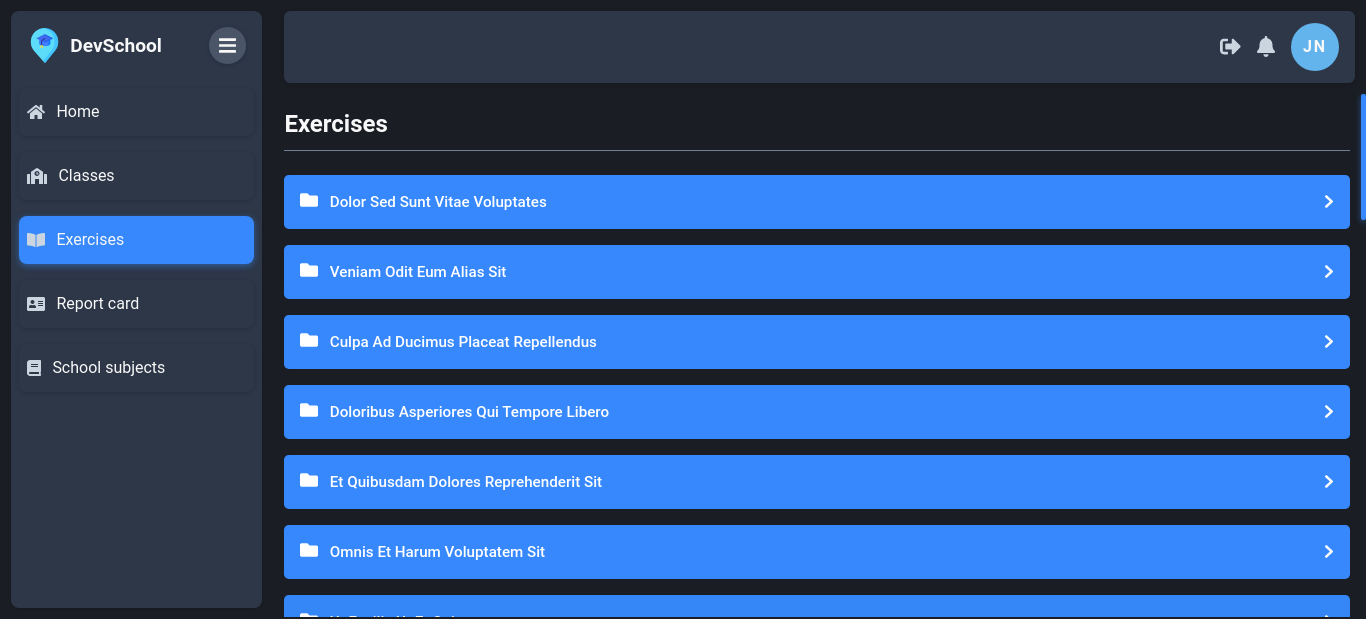 DevSchool
JN
Home
Classes
Exercises
Report card
School subjects
Exercises
Dolor Sed Sunt Vitae Voluptates
Veniam Odit Eum Alias Sit
Culpa Ad Ducimus Placeat Repellendus
Doloribus Asperiores Qui Tempore Libero
Et Quibusdam Dolores Reprehenderit Sit
Omnis Et Harum Voluptatem Sit